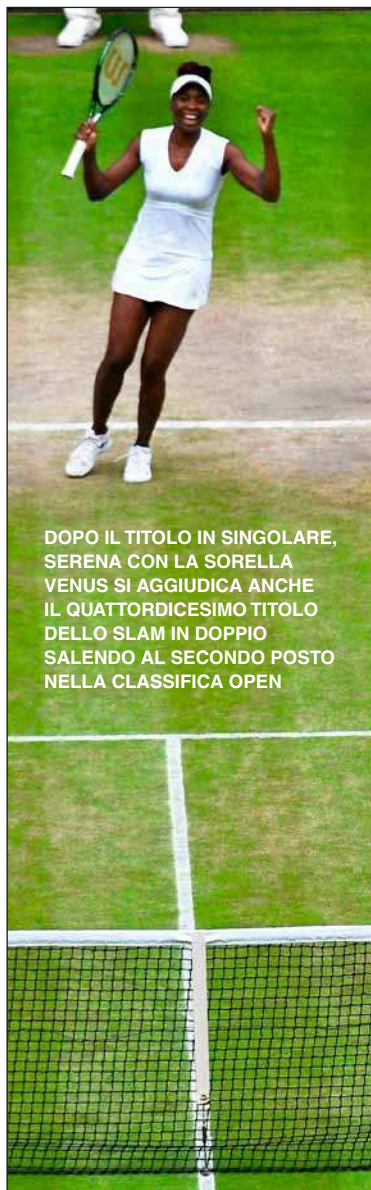 W
DOPO IL TITOLO IN SINGOLARE,
SERENA CON LA SORELLA
VENUS SI AGGIUDICA ANCHE
IL QUATTORDICESIMO TITOLO
DELLO SLAM IN DOPPIO
SALENDO AL SECONDO POSTO
NELLA CLASSIFICA OPEN